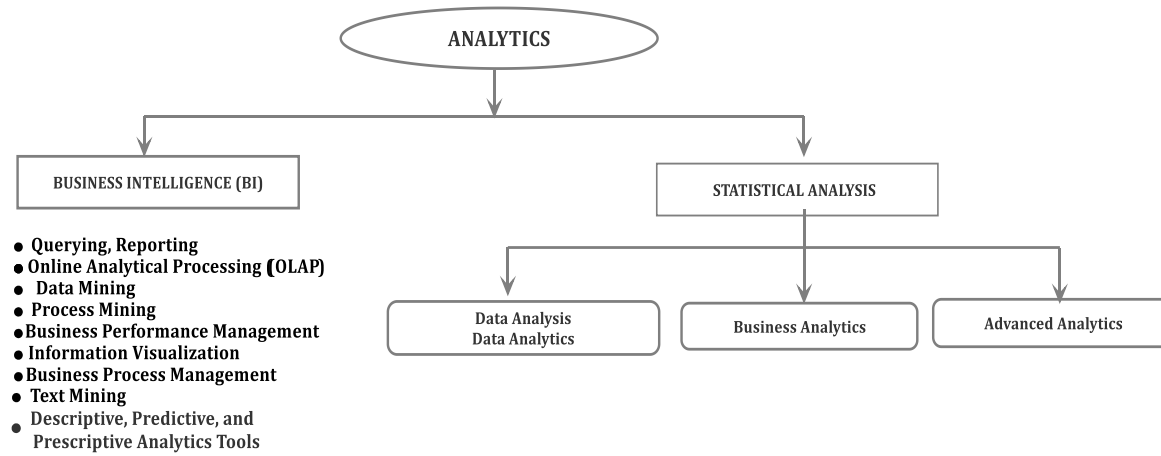 ANALYTICS
BUSINESS INTELLIGENCE (BI)
STATISTICAL ANALYSIS
● Querying, Reporting
● Online Analytical Processing (OLAP)
● Data Mining
● Process Mining
● Business Performance Management
● Information Visualization
● Business Process Management
● Text Mining
● Descriptive, Predictive, and
Prescriptive Analytics Tools
Data Analysis
Data Analytics
Business Analytics
Advanced Analytics